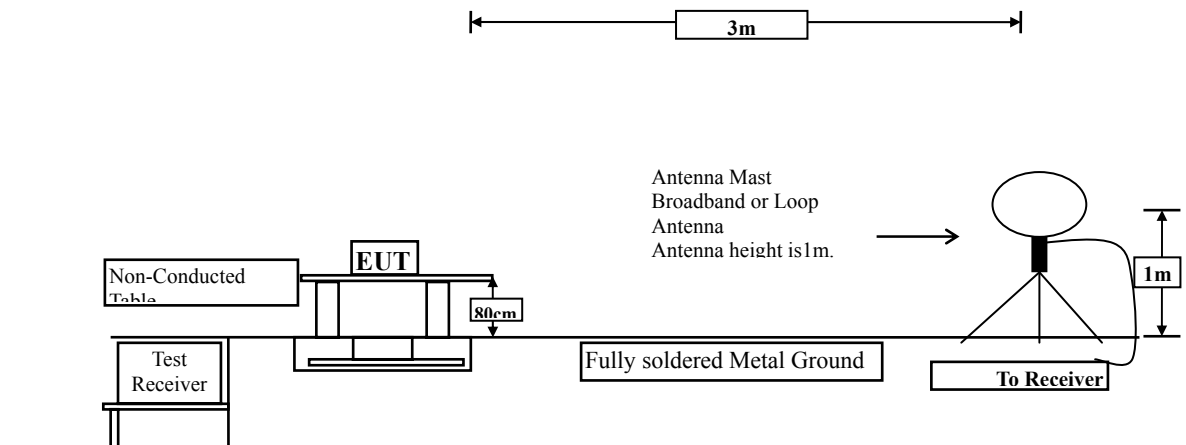 3m
Antenna Mast
Broadband or Loop
Antenna
Antenna height is1m.
EUT
Non-Conducted
Table
80cm
1m
Test
Receiver
Fully soldered Metal Ground
To Receiver